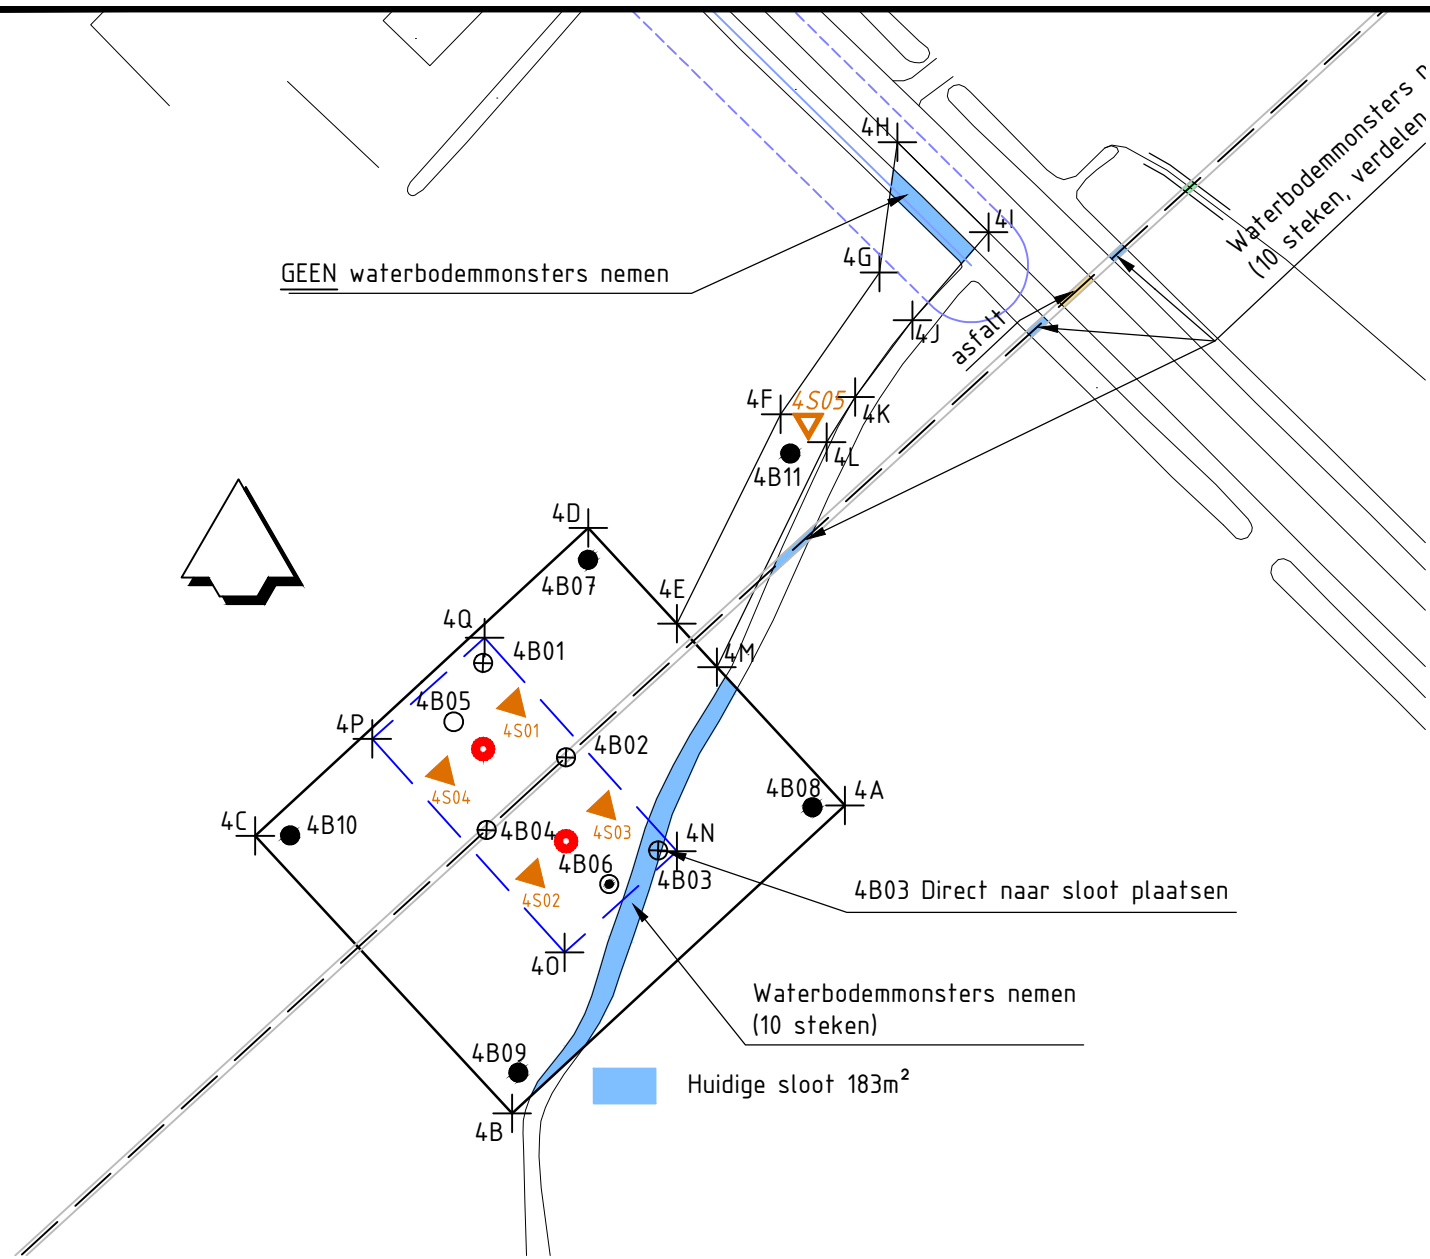 Waterbodemmonsters n
(10 steken, verdelen
4H
4I
GEEN waterbodemmonsters nemen
4G
4J
asfalt
4F
4S05
4K
4L
4B11
4D
4B07
4E
4Q
4B01
4M
4B05
4S01
4P
4B02
4S04
4B08
4A
4C
4B10
4B04
4S03
4N
4B06
4B03
4S02
4B03 Direct naar sloot plaatsen
4O
Waterbodemmonsters nemen
(10 steken)
4B09
Huidige sloot 183m²
4B